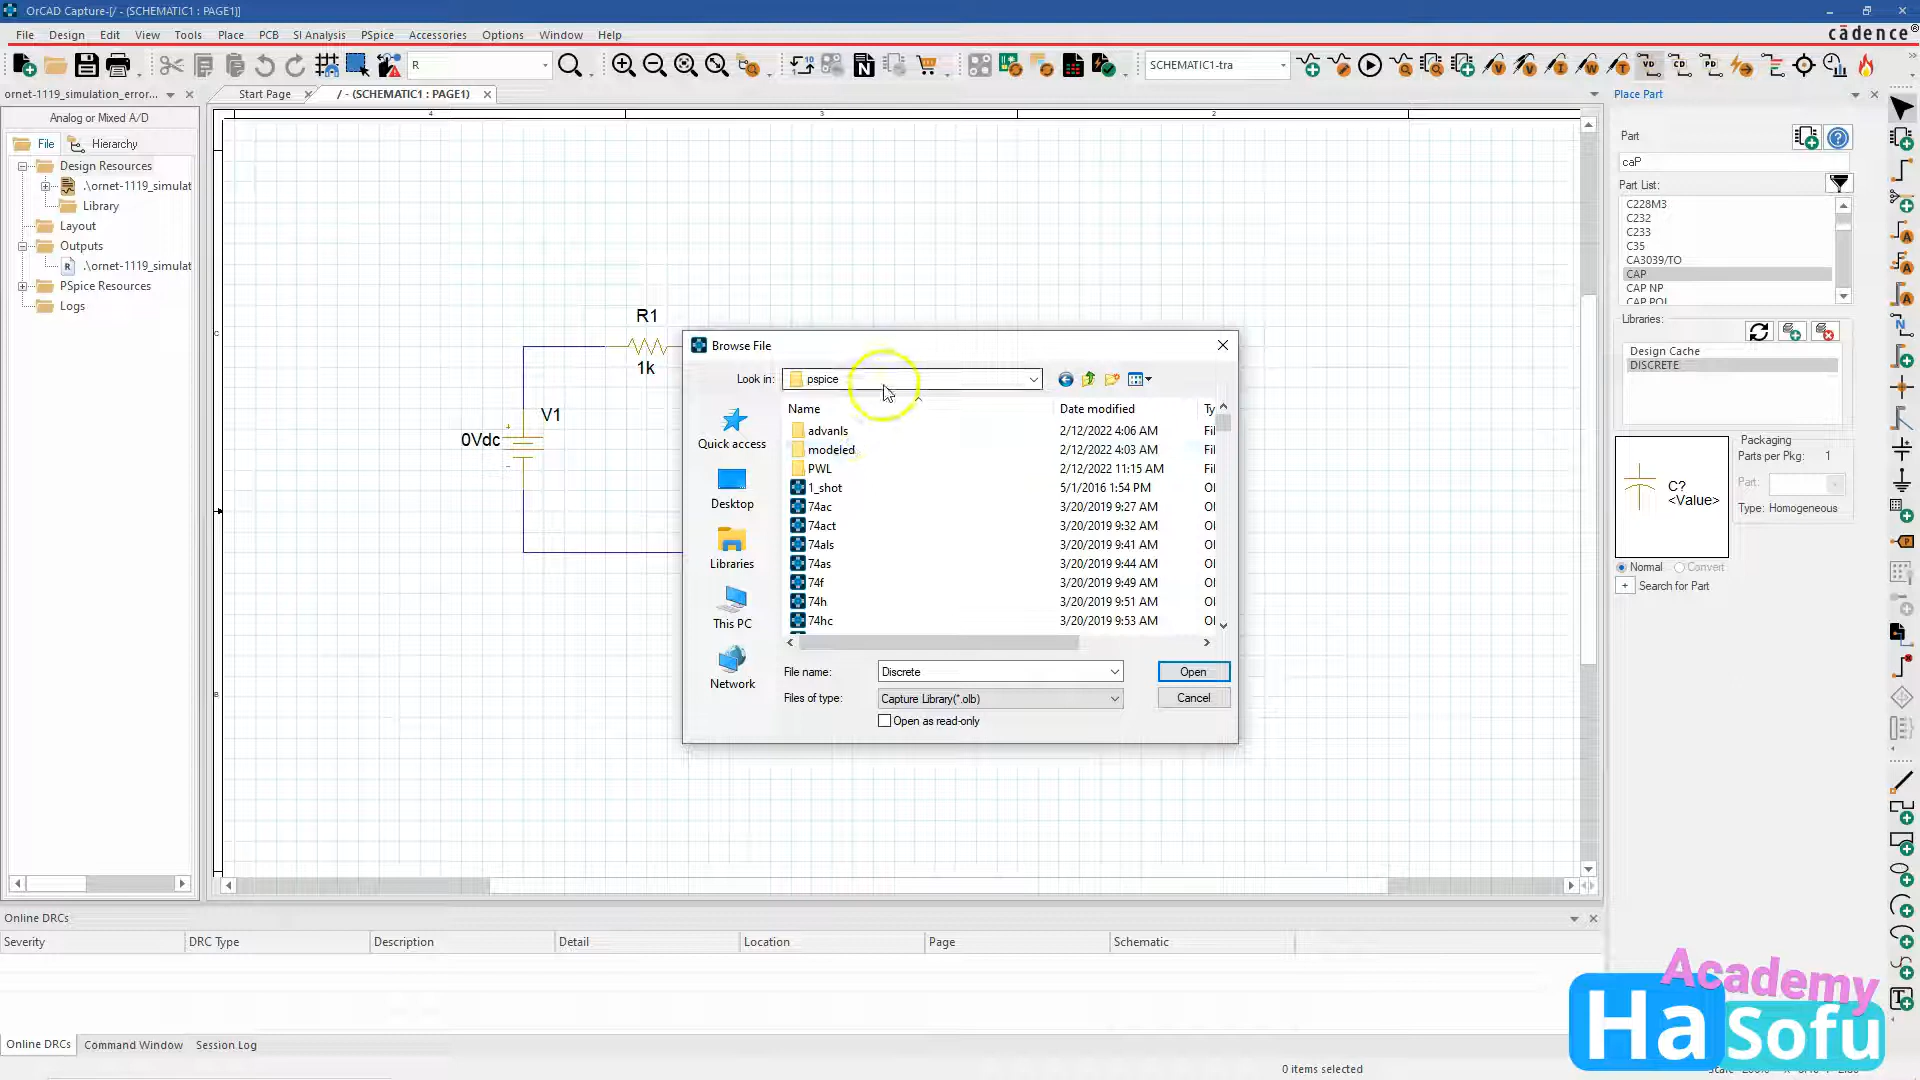 OrCAD Capture-[/ - (SCHEMATIC1 : PAGE1)]
File Design Edit View Tools Place PCB SI Analysis PSpice Accessories Options Window Help
cādence®
R
SCHEMATIC1-tra
ornet-1119_simulation_error...
Start Page
/ - (SCHEMATIC1 : PAGE1)
Place Part
Analog or Mixed A/D
File
Hierarchy
Design Resources
.\ornet-1119_simulat
Library
Layout
Outputs
.\ornet-1119_simulat
PSpice Resources
Logs
4
3
2
R1
1k
V1
0Vdc
Browse File
Look in:
pspice
Name
Date modified
Ty
Quick access
Desktop
Libraries
This PC
Network
advanls 2/12/2022 4:06 AM Fil
modeled 2/12/2022 4:03 AM Fil
PWL 2/12/2022 11:15 AM Fil
1_shot 5/1/2016 1:54 PM Ol
74ac 3/20/2019 9:27 AM Ol
74act 3/20/2019 9:32 AM Ol
74als 3/20/2019 9:41 AM Ol
74as 3/20/2019 9:44 AM Ol
74f 3/20/2019 9:49 AM Ol
74h 3/20/2019 9:51 AM Ol
74hc 3/20/2019 9:53 AM Ol
File name:
Discrete
Open
Files of type:
Capture Library(*.olb)
Cancel
Open as read-only
Part
caP
Part List:
C228M3
C232
C233
C35
CA3039/TO
CAP
CAP NP
CAP POL
Libraries:
Design Cache
DISCRETE
C?
<Value>
Packaging
Parts per Pkg: 1
Part:
Type: Homogeneous
Normal
Convert
Search for Part
Online DRCs
Severity DRC Type Description Detail Location Page Schematic
Online DRCs
Command Window
Session Log
0 items selected
Academy
HaSofu